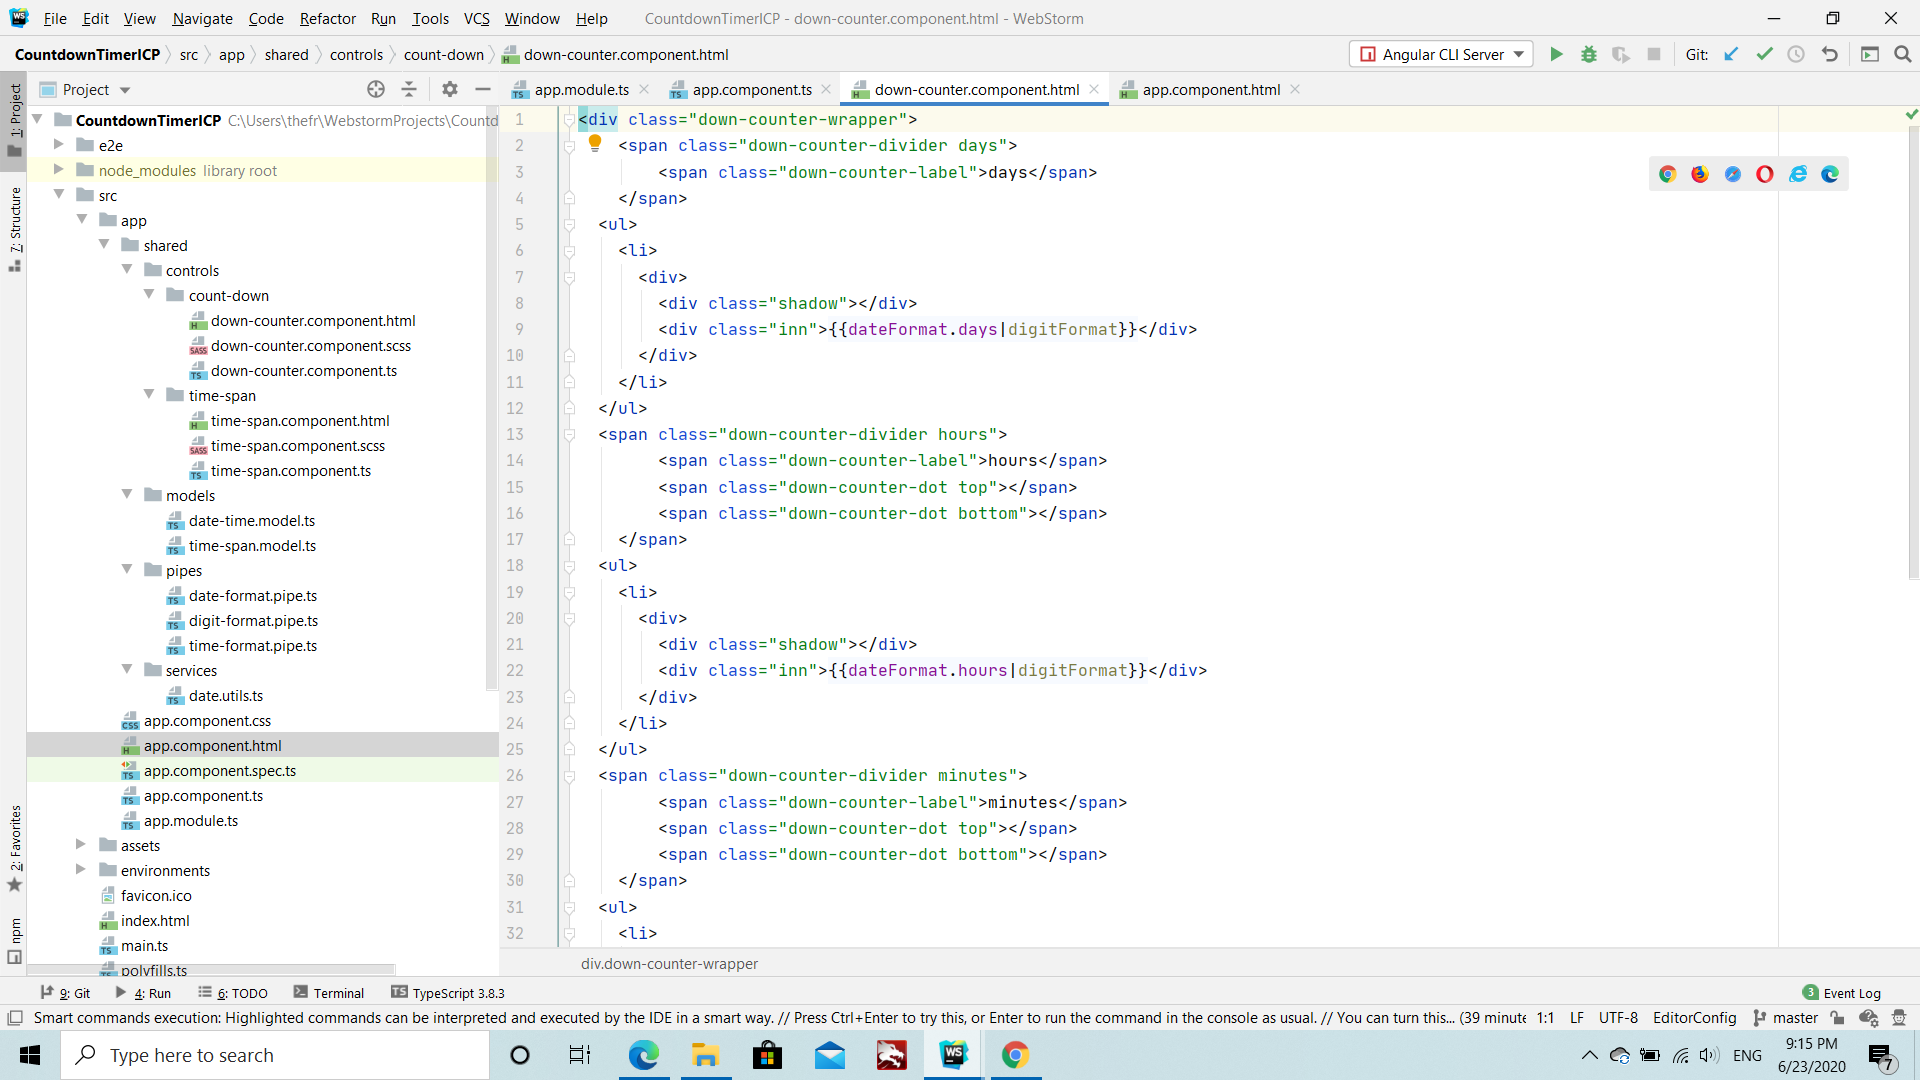 File Edit View Navigate Code Refactor Run Tools VCS Window Help CountdownTimerICP - down-counter.component.html - WebStorm
CountdownTimerICP src app shared controls count-down down-counter.component.html Angular CLI Server Git:
Project app.module.ts app.component.ts down-counter.component.html app.component.html
1: Project
7: Structure
2: Favorites
npm
CountdownTimerICP C:\Users\thefr\WebstormProjects\Countd
e2e
node_modules library root
src
app
shared
controls
count-down
down-counter.component.html
down-counter.component.scss
down-counter.component.ts
time-span
time-span.component.html
time-span.component.scss
time-span.component.ts
models
date-time.model.ts
time-span.model.ts
pipes
date-format.pipe.ts
digit-format.pipe.ts
time-format.pipe.ts
services
date.utils.ts
app.component.css
app.component.html
app.component.spec.ts
app.component.ts
app.module.ts
assets
environments
favicon.ico
index.html
main.ts
polyfills.ts
1 <div class="down-counter-wrapper">
2 <span class="down-counter-divider days">
3 <span class="down-counter-label">days</span>
4 </span>
5 <ul>
6 <li>
7 <div>
8 <div class="shadow"></div>
9 <div class="inn">{{dateFormat.days|digitFormat}}</div>
10 </div>
11 </li>
12 </ul>
13 <span class="down-counter-divider hours">
14 <span class="down-counter-label">hours</span>
15 <span class="down-counter-dot top"></span>
16 <span class="down-counter-dot bottom"></span>
17 </span>
18 <ul>
19 <li>
20 <div>
21 <div class="shadow"></div>
22 <div class="inn">{{dateFormat.hours|digitFormat}}</div>
23 </div>
24 </li>
25 </ul>
26 <span class="down-counter-divider minutes">
27 <span class="down-counter-label">minutes</span>
28 <span class="down-counter-dot top"></span>
29 <span class="down-counter-dot bottom"></span>
30 </span>
31 <ul>
32 <li>
div.down-counter-wrapper
9: Git 4: Run 6: TODO Terminal TypeScript 3.8.3 3 Event Log
Smart commands execution: Highlighted commands can be interpreted and executed by the IDE in a smart way. // Press Ctrl+Enter to try this, or Enter to run the command in the console as usual. // You can turn this... (39 minute 1:1 LF UTF-8 EditorConfig master
Type here to search ENG 9:15 PM
6/23/2020 7